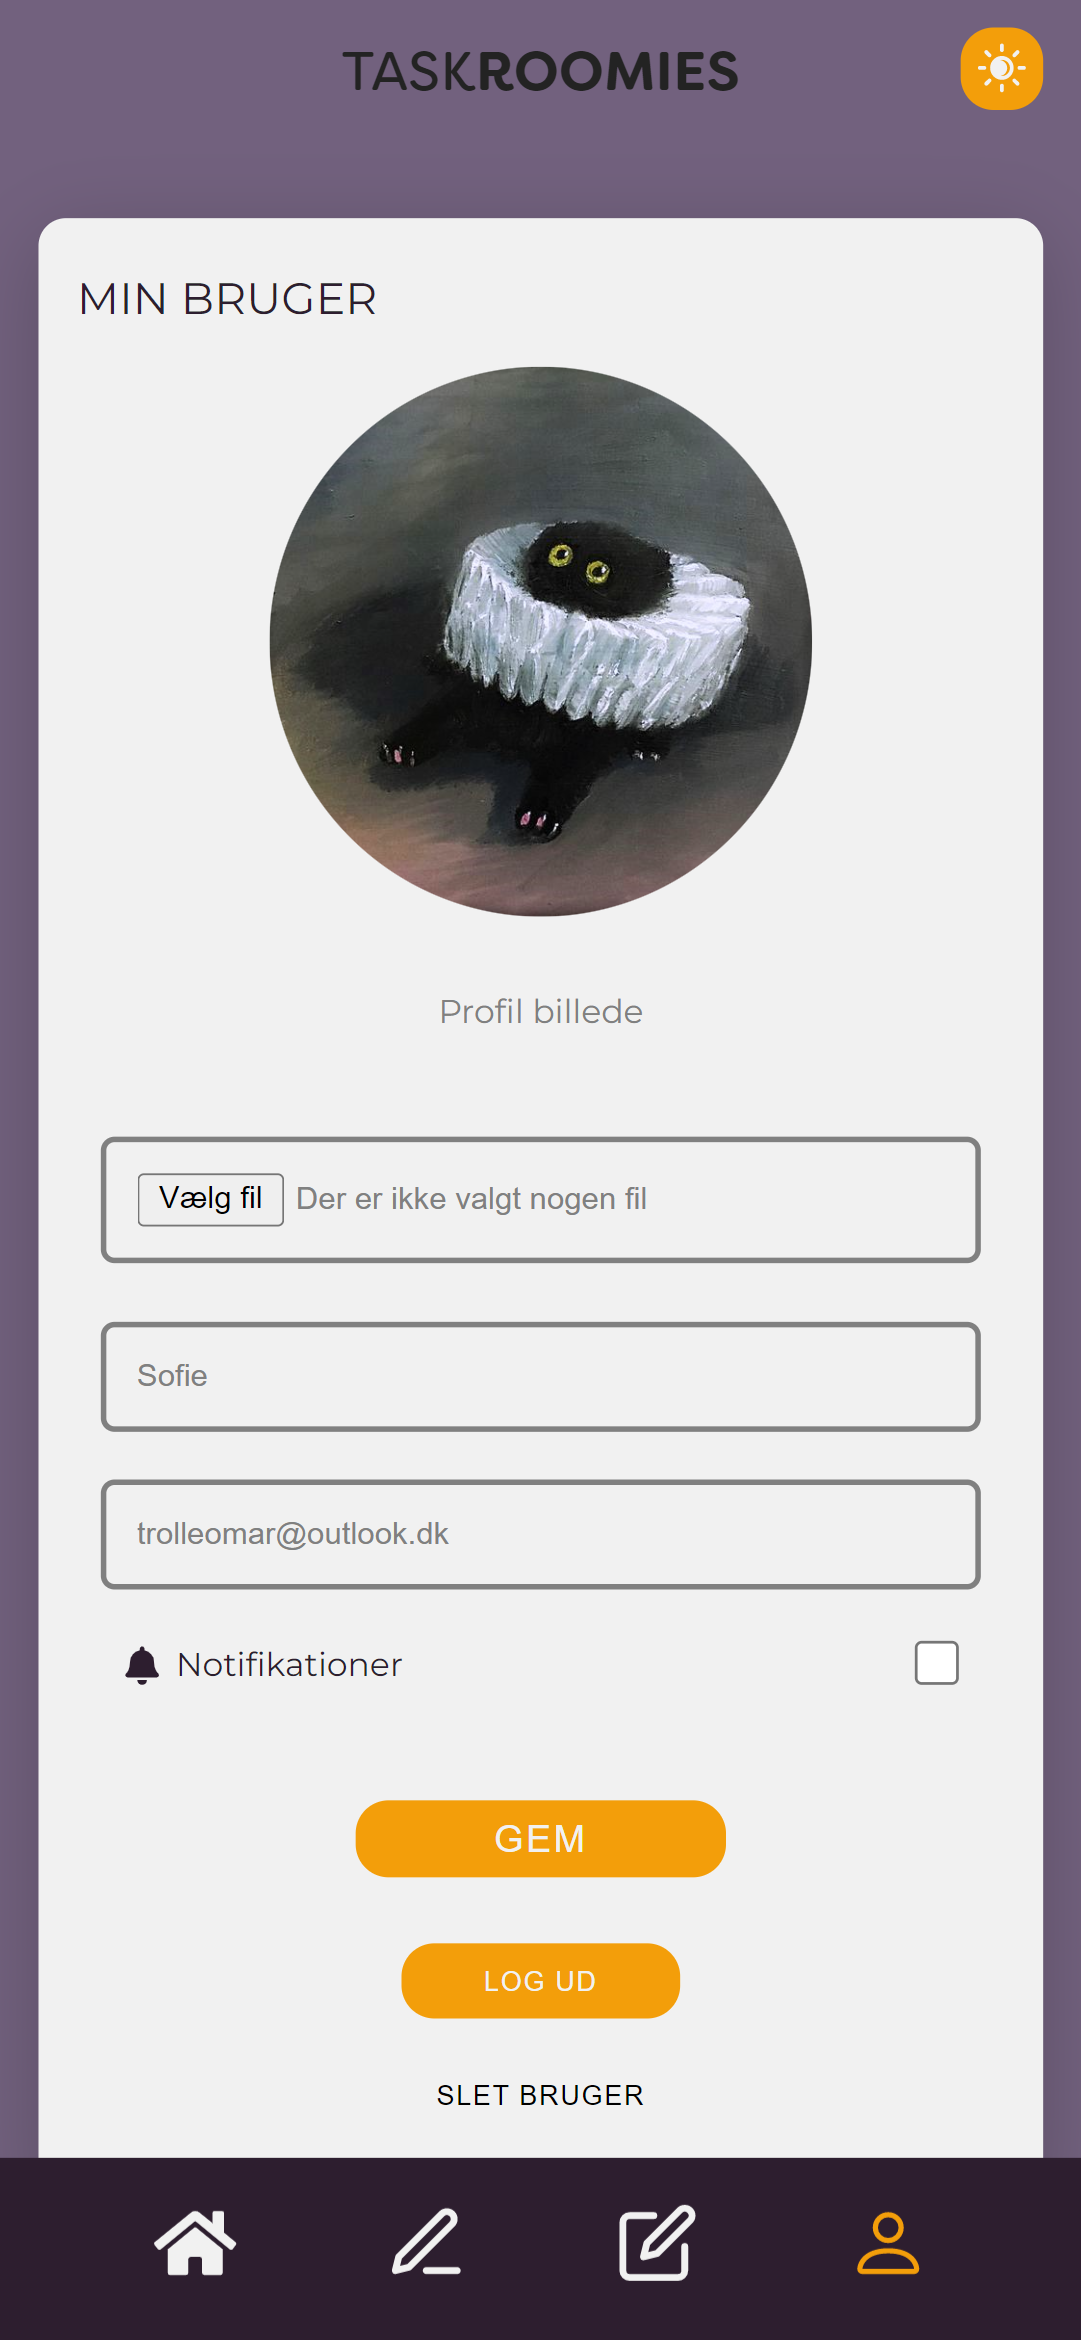 TASKROOMIES
MIN BRUGER
Profil billede
Vælg fil Der er ikke valgt nogen fil
Sofie
trolleomar@outlook.dk
Notifikationer
GEM
LOG UD
SLET BRUGER